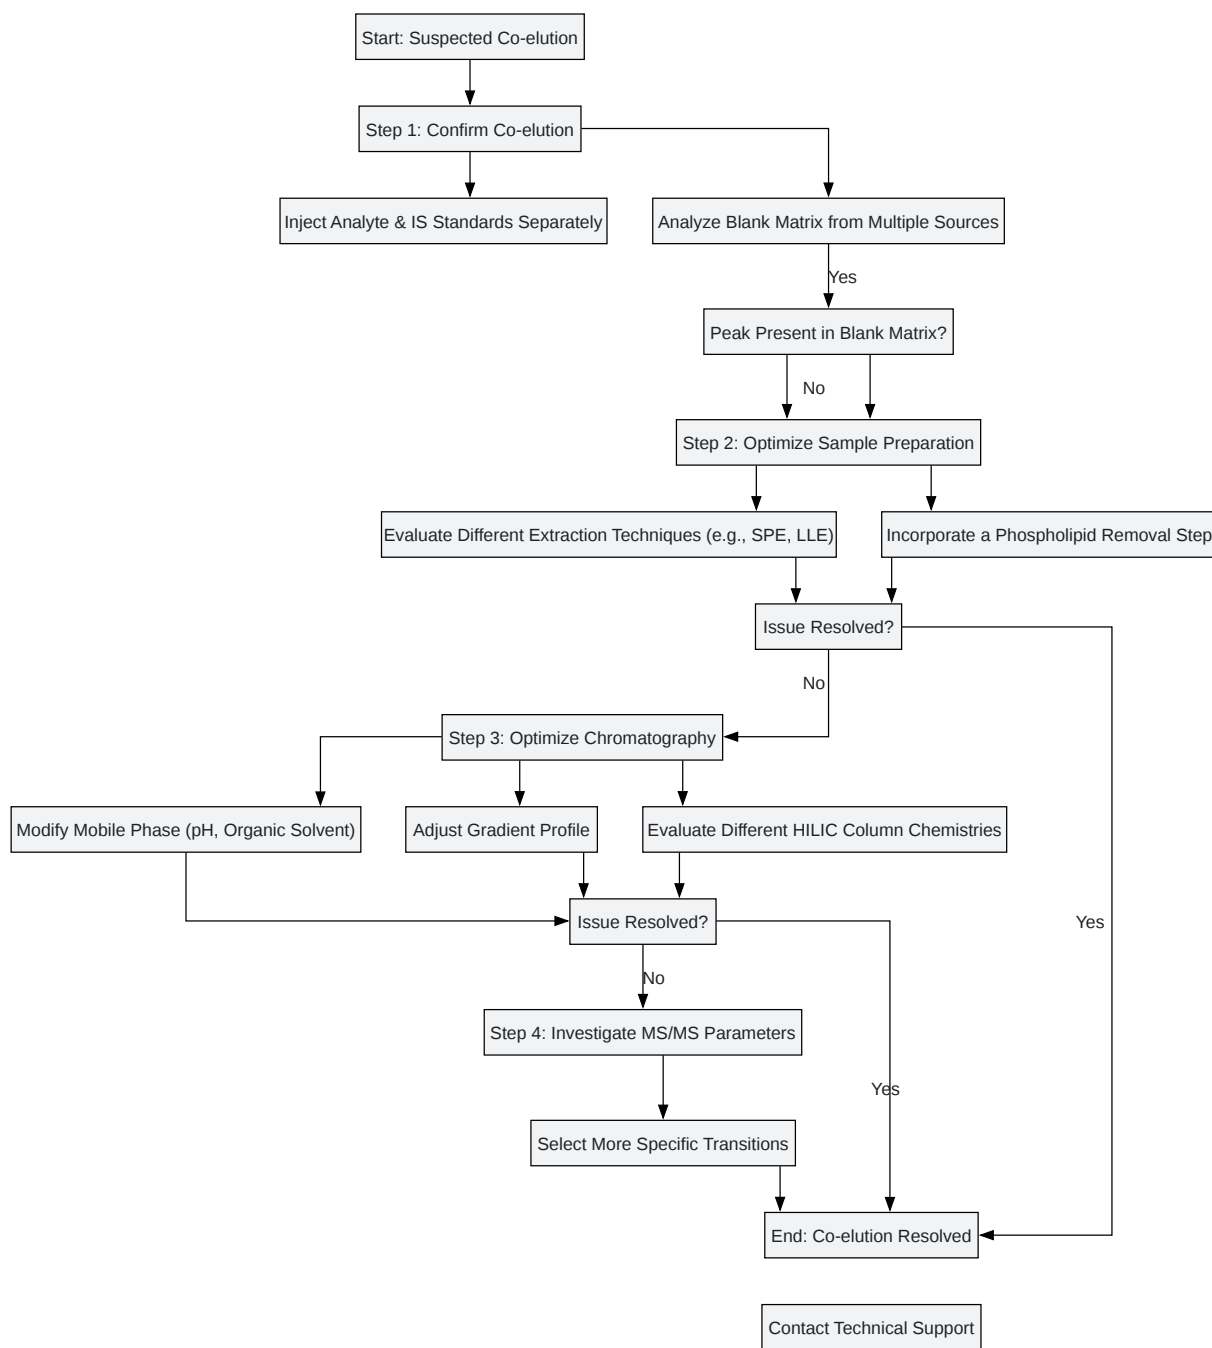 Start: Suspected Co-elution
Step 1: Confirm Co-elution
Inject Analyte & IS Standards Separately
Analyze Blank Matrix from Multiple Sources
Yes
Peak Present in Blank Matrix?
No
Step 2: Optimize Sample Preparation
Evaluate Different Extraction Techniques (e.g., SPE, LLE)
Incorporate a Phospholipid Removal Step
Issue Resolved?
No
Step 3: Optimize Chromatography
Modify Mobile Phase (pH, Organic Solvent)
Adjust Gradient Profile
Evaluate Different HILIC Column Chemistries
Issue Resolved?
Yes
No
Step 4: Investigate MS/MS Parameters
Yes
Select More Specific Transitions
End: Co-elution Resolved
Contact Technical Support